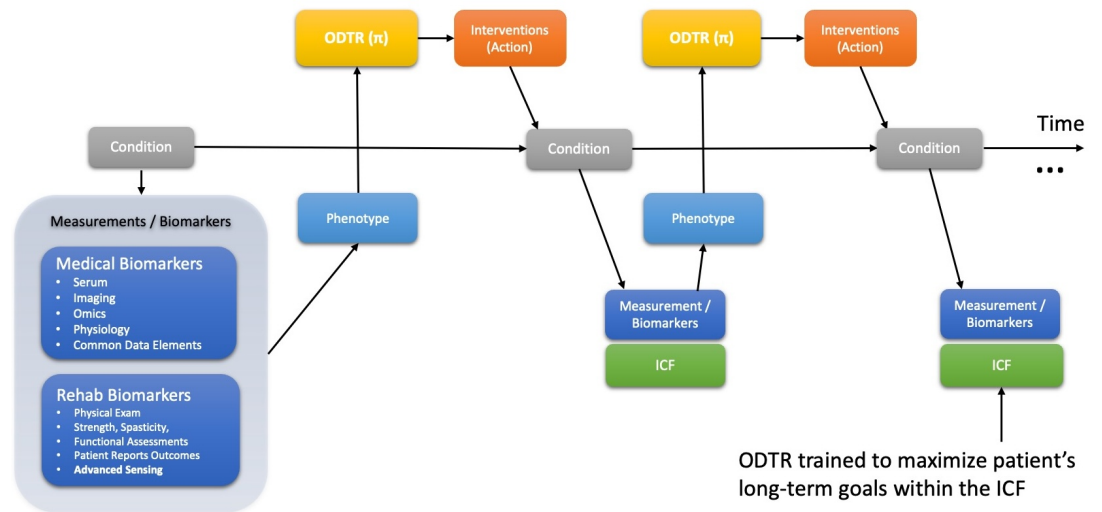 ODTR (π)
Interventions
(Action)
ODTR (π)
Interventions
(Action)
Condition
Condition
Condition
Time
...
Measurements / Biomarkers
Medical Biomarkers
• Serum
• Imaging
• Omics
• Physiology
• Common Data Elements
Rehab Biomarkers
• Physical Exam
• Strength, Spasticity,
• Functional Assessments
• Patient Reports Outcomes
• Advanced Sensing
Phenotype
Phenotype
Measurement /
Biomarkers
ICF
Measurement /
Biomarkers
ICF
ODTR trained to maximize patient’s
long-term goals within the ICF